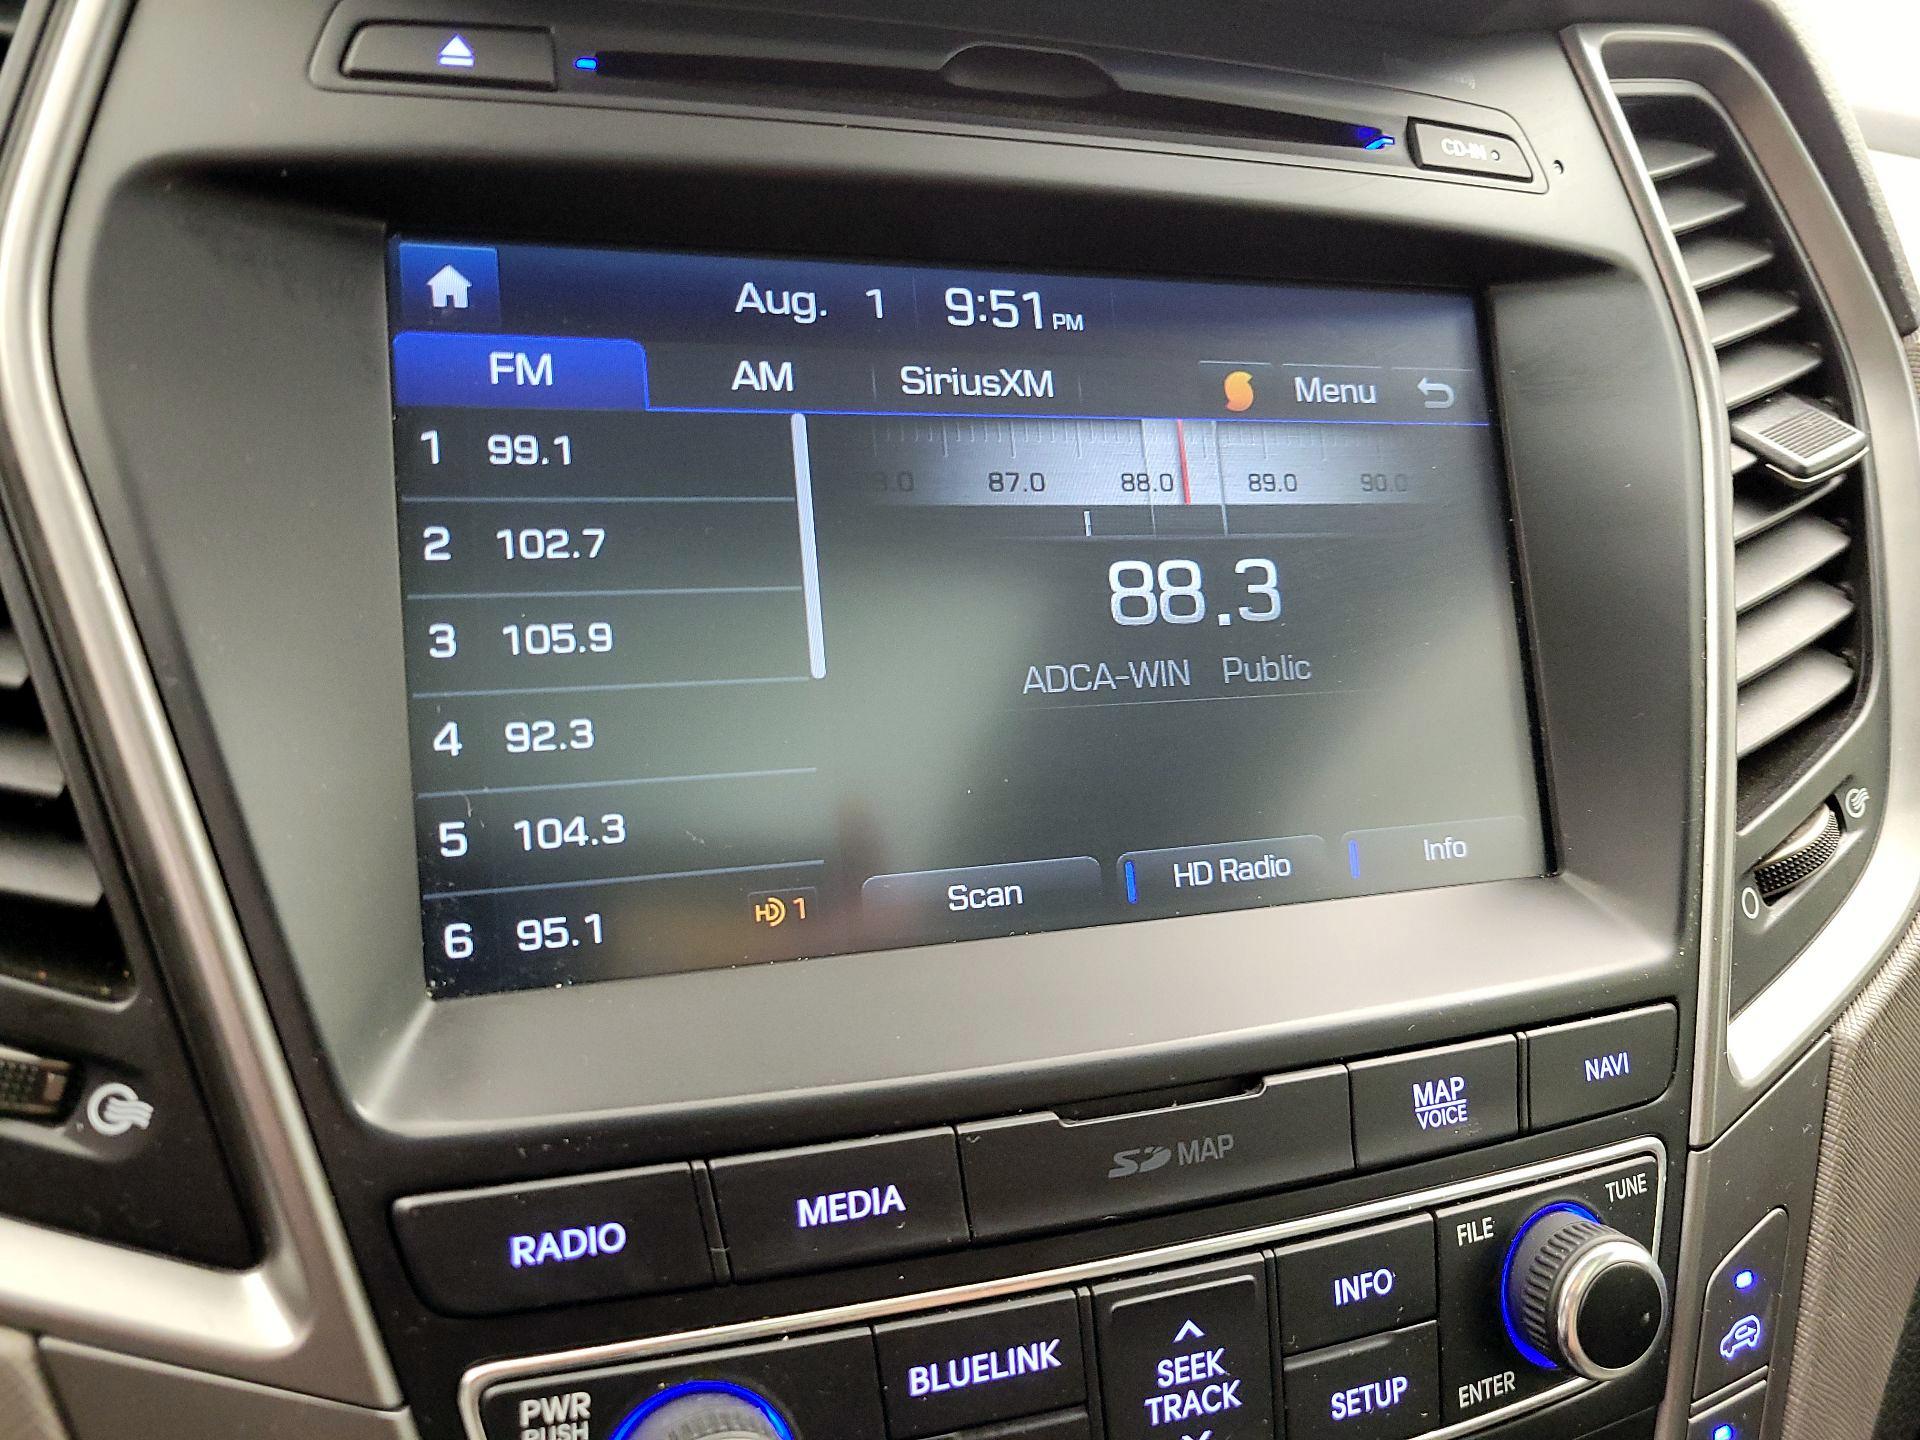 CD-IN
Aug. 1 9:51 PM
FM AM SiriusXM Menu
1 99.1
2 102.7
3 105.9
4 92.3
5 104.3
6 95.1 HD 1
87.0 88.0 89.0 90.0
88.3
ADCA-WIN Public
Scan HD Radio Info
NAVI
MAP
VOICE
SD MAP
MEDIA
RADIO
TUNE
FILE
INFO
ENTER
SETUP
SEEK
TRACK
BLUELINK
PWR
PUSH